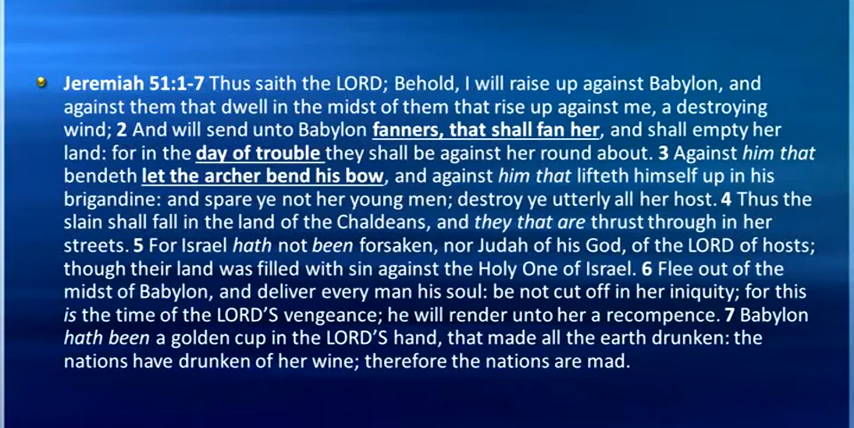 Jeremiah 51:1-7 Thus saith the LORD; Behold, I will raise up against Babylon, and
against them that dwell in the midst of them that rise up against me, a destroying
wind; 2 And will send unto Babylon fanners, that shall fan her, and shall empty her
land: for in the day of trouble they shall be against her round about. 3 Against him that
bendeth let the archer bend his bow, and against him that lifteth himself up in his
brigandine: and spare ye not her young men; destroy ye utterly all her host. 4 Thus the
slain shall fall in the land of the Chaldeans, and they that are thrust through in her
streets. 5 For Israel hath not been forsaken, nor Judah of his God, of the LORD of hosts;
though their land was filled with sin against the Holy One of Israel. 6 Flee out of the
midst of Babylon, and deliver every man his soul: be not cut off in her iniquity; for this
is the time of the LORD'S vengeance; he will render unto her a recompence. 7 Babylon
hath been a golden cup in the LORD'S hand, that made all the earth drunken: the
nations have drunken of her wine; therefore the nations are mad.